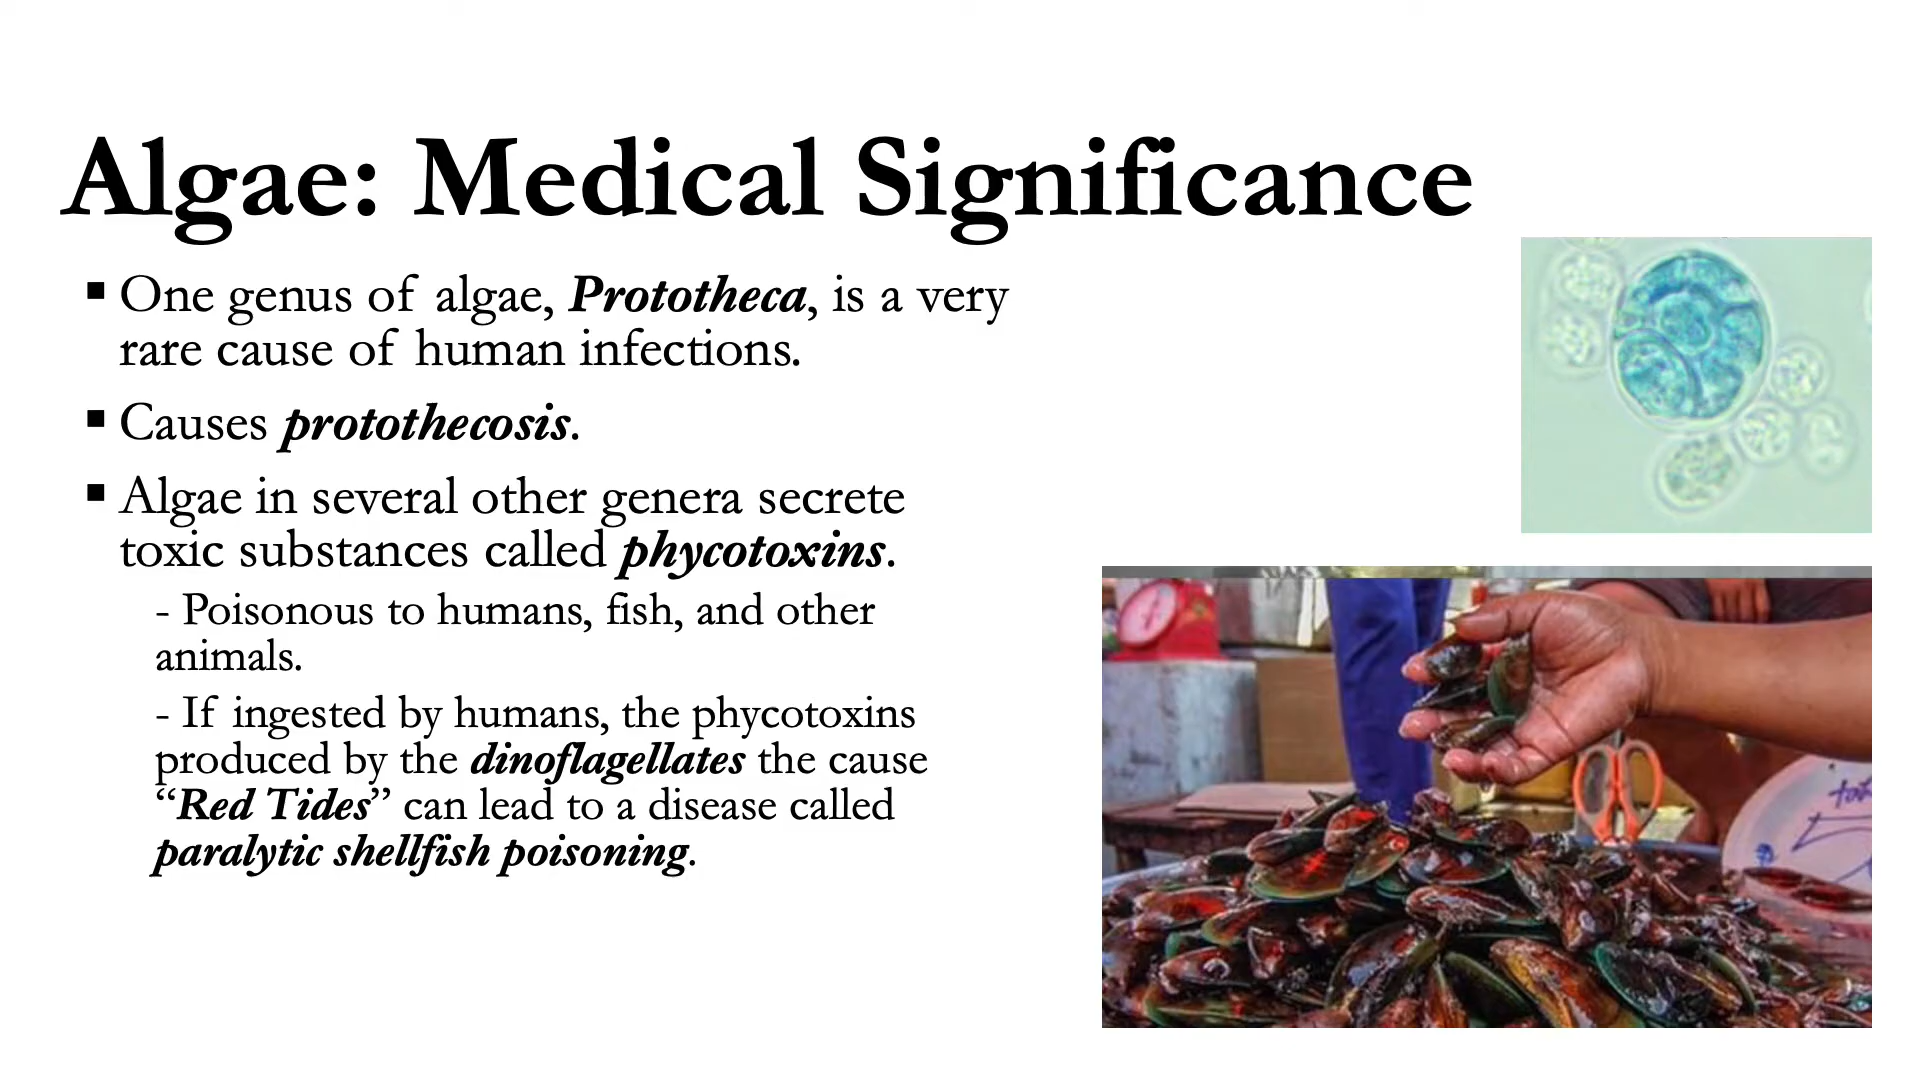 Algae: Medical Significance
▪ One genus of algae, Prototheca, is a very
rare cause of human infections.
▪ Causes protothecosis.
▪ Algae in several other genera secrete
toxic substances called phycotoxins.
- Poisonous to humans, fish, and other
animals.
- If ingested by humans, the phycotoxins
produced by the dinoflagellates the cause
“Red Tides” can lead to a disease called
paralytic shellfish poisoning.